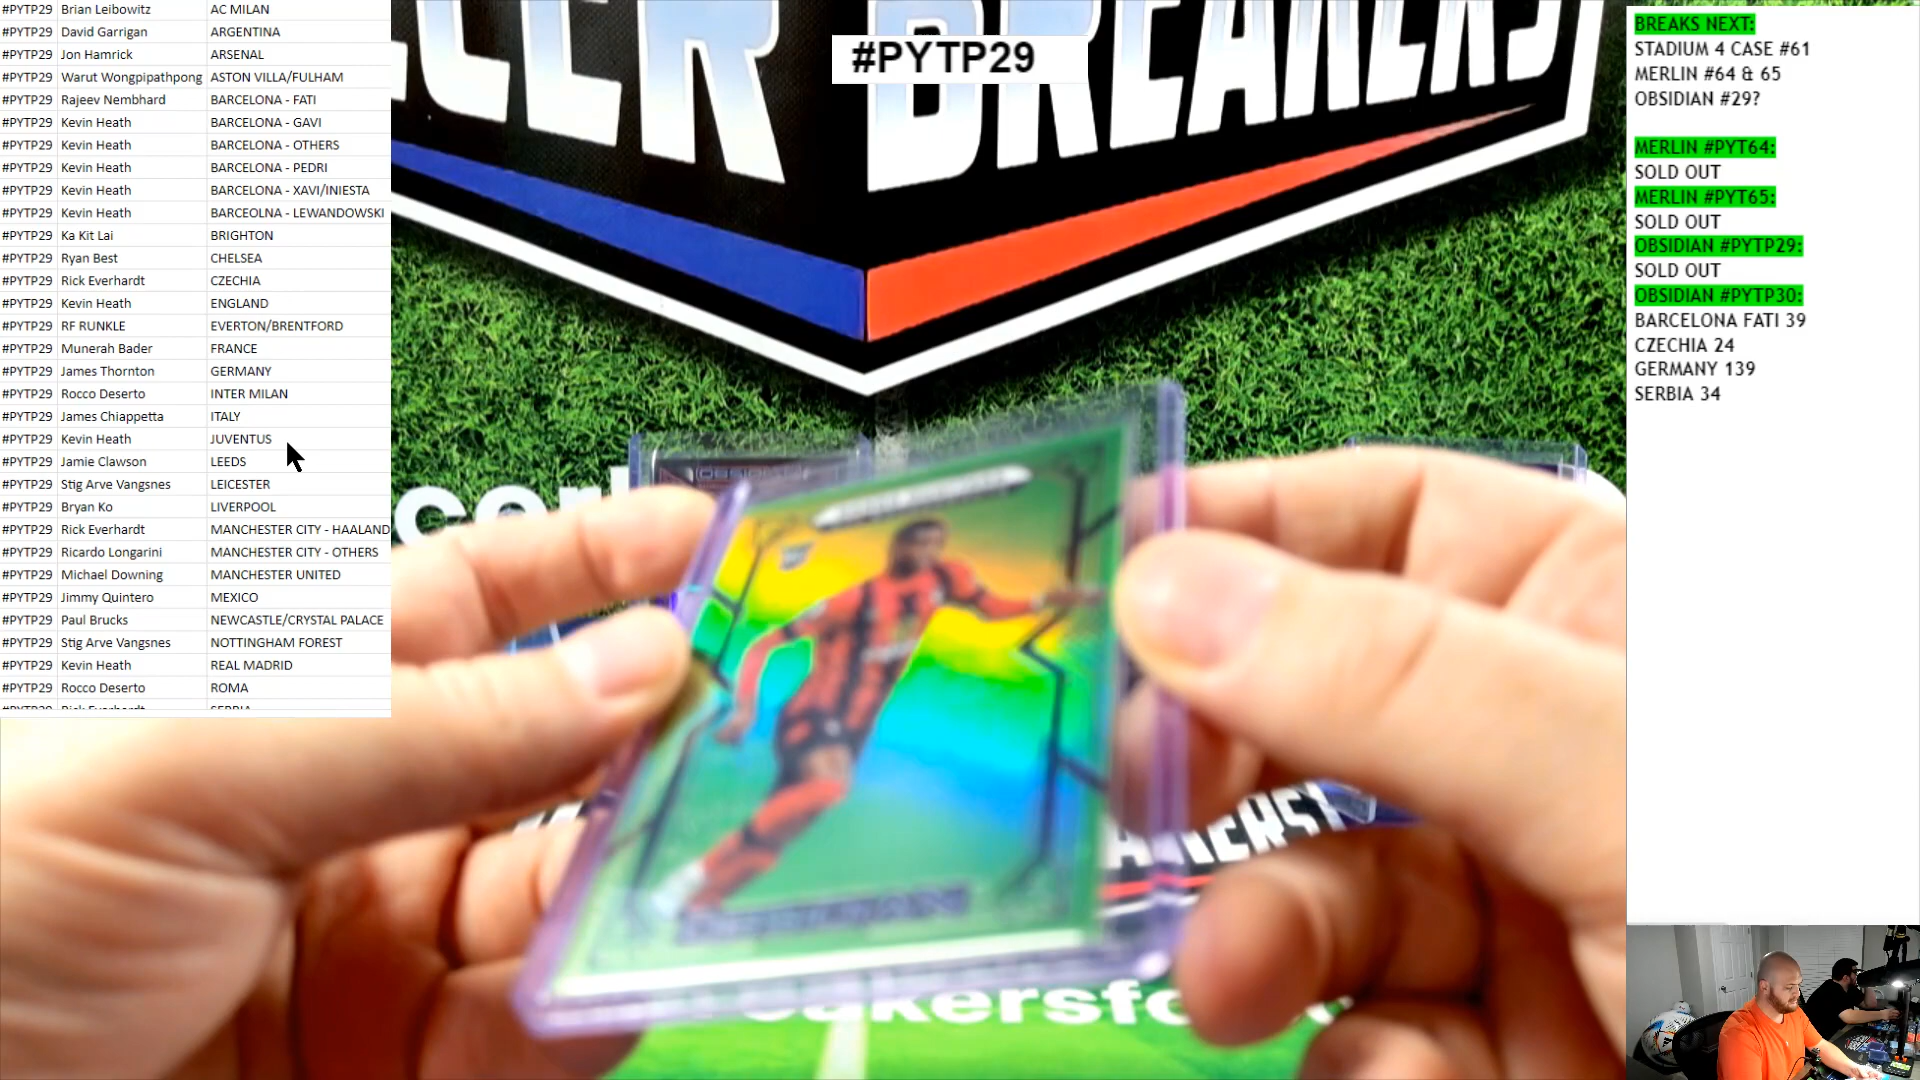 #PYTP29 Brian Leibowitz AC MILAN
#PYTP29 David Garrigan ARGENTINA
#PYTP29 Jon Hamrick ARSENAL
#PYTP29 Warut Wongpipathpong ASTON VILLA/FULHAM
#PYTP29 Rajeev Nembhard BARCELONA - FATI
#PYTP29 Kevin Heath BARCELONA - GAVI
#PYTP29 Kevin Heath BARCELONA - OTHERS
#PYTP29 Kevin Heath BARCELONA - PEDRI
#PYTP29 Kevin Heath BARCELONA - XAVI/INIESTA
#PYTP29 Kevin Heath BARCEOLNA - LEWANDOWSKI
#PYTP29 Ka Kit Lai BRIGHTON
#PYTP29 Ryan Best CHELSEA
#PYTP29 Rick Everhardt CZECHIA
#PYTP29 Kevin Heath ENGLAND
#PYTP29 RF RUNKLE EVERTON/BRENTFORD
#PYTP29 Munerah Bader FRANCE
#PYTP29 James Thornton GERMANY
#PYTP29 Rocco Deserto INTER MILAN
#PYTP29 James Chiappetta ITALY
#PYTP29 Kevin Heath JUVENTUS
#PYTP29 Jamie Clawson LEEDS
#PYTP29 Stig Arve Vangsnes LEICESTER
#PYTP29 Bryan Ko LIVERPOOL
#PYTP29 Rick Everhardt MANCHESTER CITY - HAALAND
#PYTP29 Ricardo Longarini MANCHESTER CITY - OTHERS
#PYTP29 Michael Downing MANCHESTER UNITED
#PYTP29 Jimmy Quintero MEXICO
#PYTP29 Paul Brucks NEWCASTLE/CRYSTAL PALACE
#PYTP29 Stig Arve Vangsnes NOTTINGHAM FOREST
#PYTP29 Kevin Heath REAL MADRID
#PYTP29 Rocco Deserto ROMA
#PYTP29 Rick Everhardt SERBIA
#PYTP29
CER BREAKERS!
OBSIDIAN
AKERS!
eakersfo
BREAKS NEXT:
STADIUM 4 CASE #61
MERLIN #64 & 65
OBSIDIAN #29?
MERLIN #PYT64:
SOLD OUT
MERLIN #PYT65:
SOLD OUT
OBSIDIAN #PYTP29:
SOLD OUT
OBSIDIAN #PYTP30:
BARCELONA FATI 39
CZECHIA 24
GERMANY 139
SERBIA 34